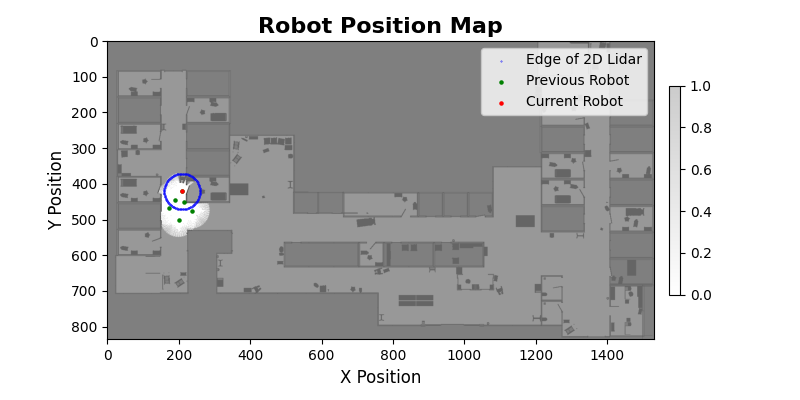 Robot Position Map
Edge of 2D Lidar
Previous Robot
Current Robot
0
100
200
300
400
500
600
700
800
Y Position
0 200 400 600 800 1000 1200 1400
X Position
1.0
0.8
0.6
0.4
0.2
0.0